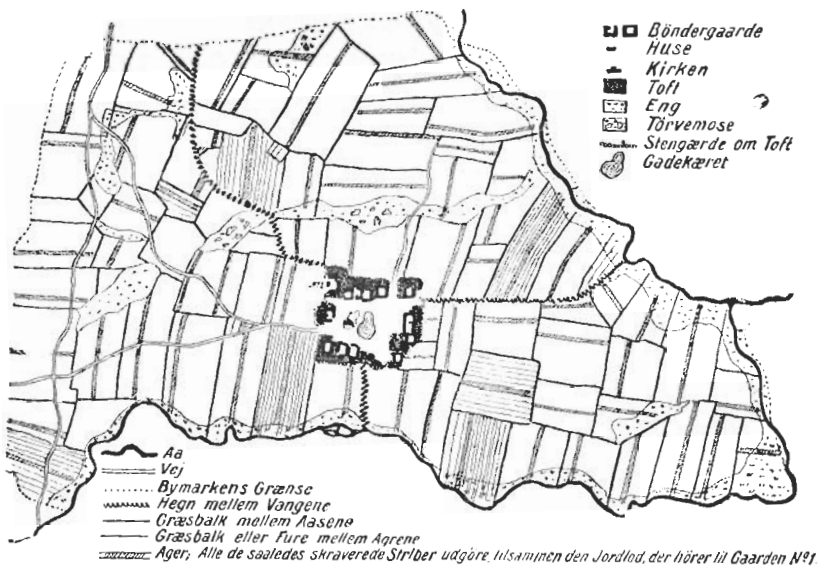 Böndergaarde
Huse
Kirken
Toft
Eng
Törvemose
Stengærde om Toft
Gadekæret
Aa
Vej
Bymarkens Grænse
Hegn mellem Vangene
Græsbalk mellem Aasene
Græsbalk eller Fure mellem Agrene
Ager; Alle de saaledes skraverede Striber udgöre tilsammen den Jordlod, der hörer til Gaarden Nº1.